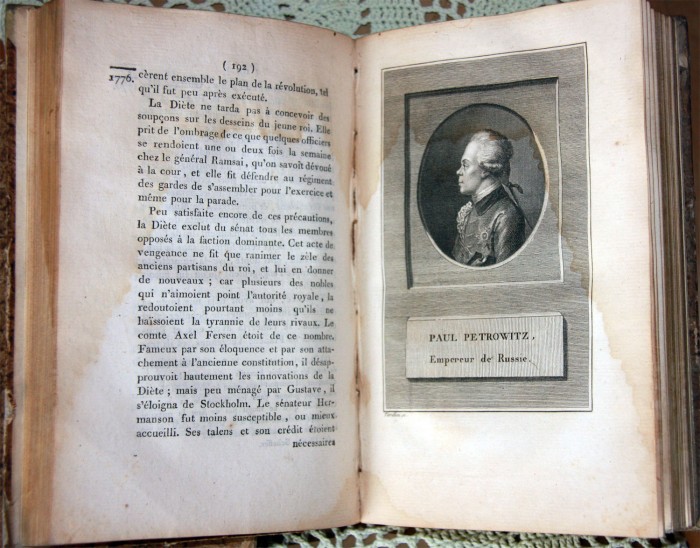 ( 192 )
1776. cèrent ensemble le plan de la révolution, tel
qu'il fut peu après exécuté.
La Diète ne tarda pas à concevoir des
soupçons sur les desseins du jeune roi. Elle
prit de l'ombrage de ce que quelques officiers
se rendoient une ou deux fois la semaine
chez le général Ramsai, qu'on savoit dévoué
à la cour, et elle fit défendre au régiment
des gardes de s'assembler pour l'exercice et
même pour la parade.
Peu satisfaite encore de ces précautions,
la Diète exclut du sénat tous les membres
opposés à la faction dominante. Cet acte de
vengeance ne fit que ranimer le zèle des
anciens partisans du roi, et lui en donner
de nouveaux ; car plusieurs des nobles
qui n'aimoient point l'autorité royale, la
redoutoient pourtant moins qu'ils ne
haïssoient la tyrannie de leurs rivaux. Le
comte Axel Fersen étoit de ce nombre.
Fameux par son éloquence et par son atta-
chement à l'ancienne constitution, il désap-
prouvoit hautement les innovations de la
Diète ; mais peu ménagé par Gustave, il
s'éloigna de Stockholm. Le sénateur Her-
manson fut moins susceptible, ou mieux
accueilli. Ses talens et son crédit étoient
nécessaires
PAUL PETROWITZ.
Empereur de Russie.